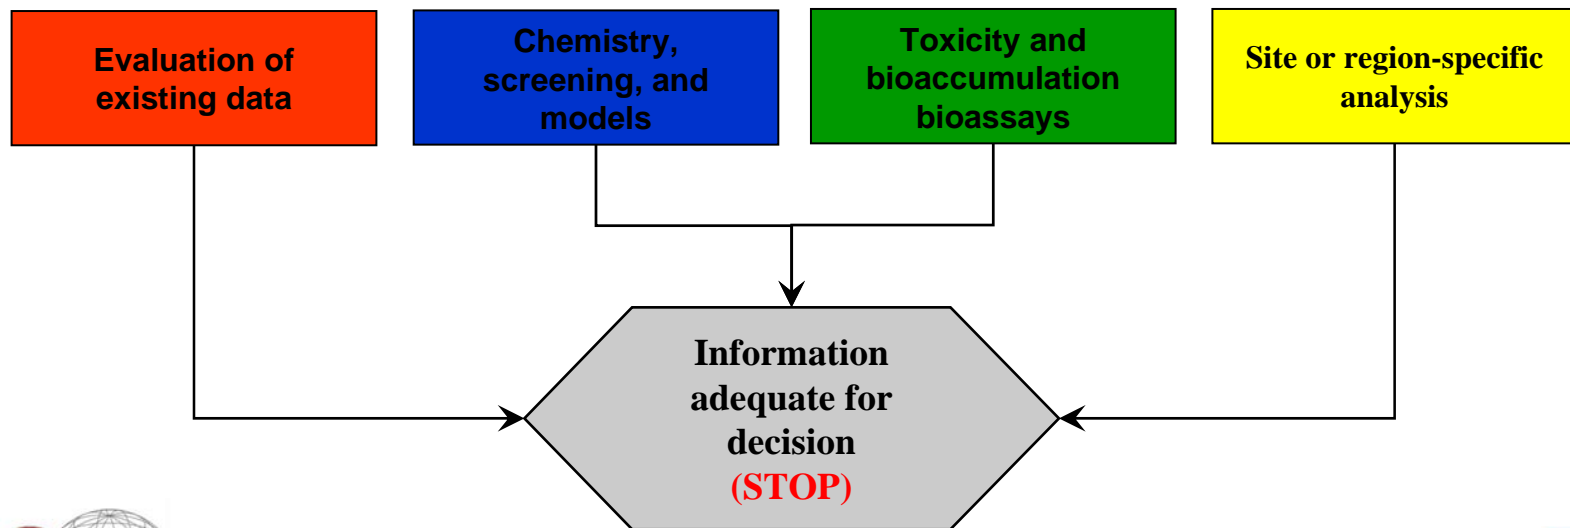 Evaluation of
existing data
Chemistry,
screening, and
models
Toxicity and
bioaccumulation
bioassays
Site or region-specific
analysis
Information
adequate for
decision
(STOP)